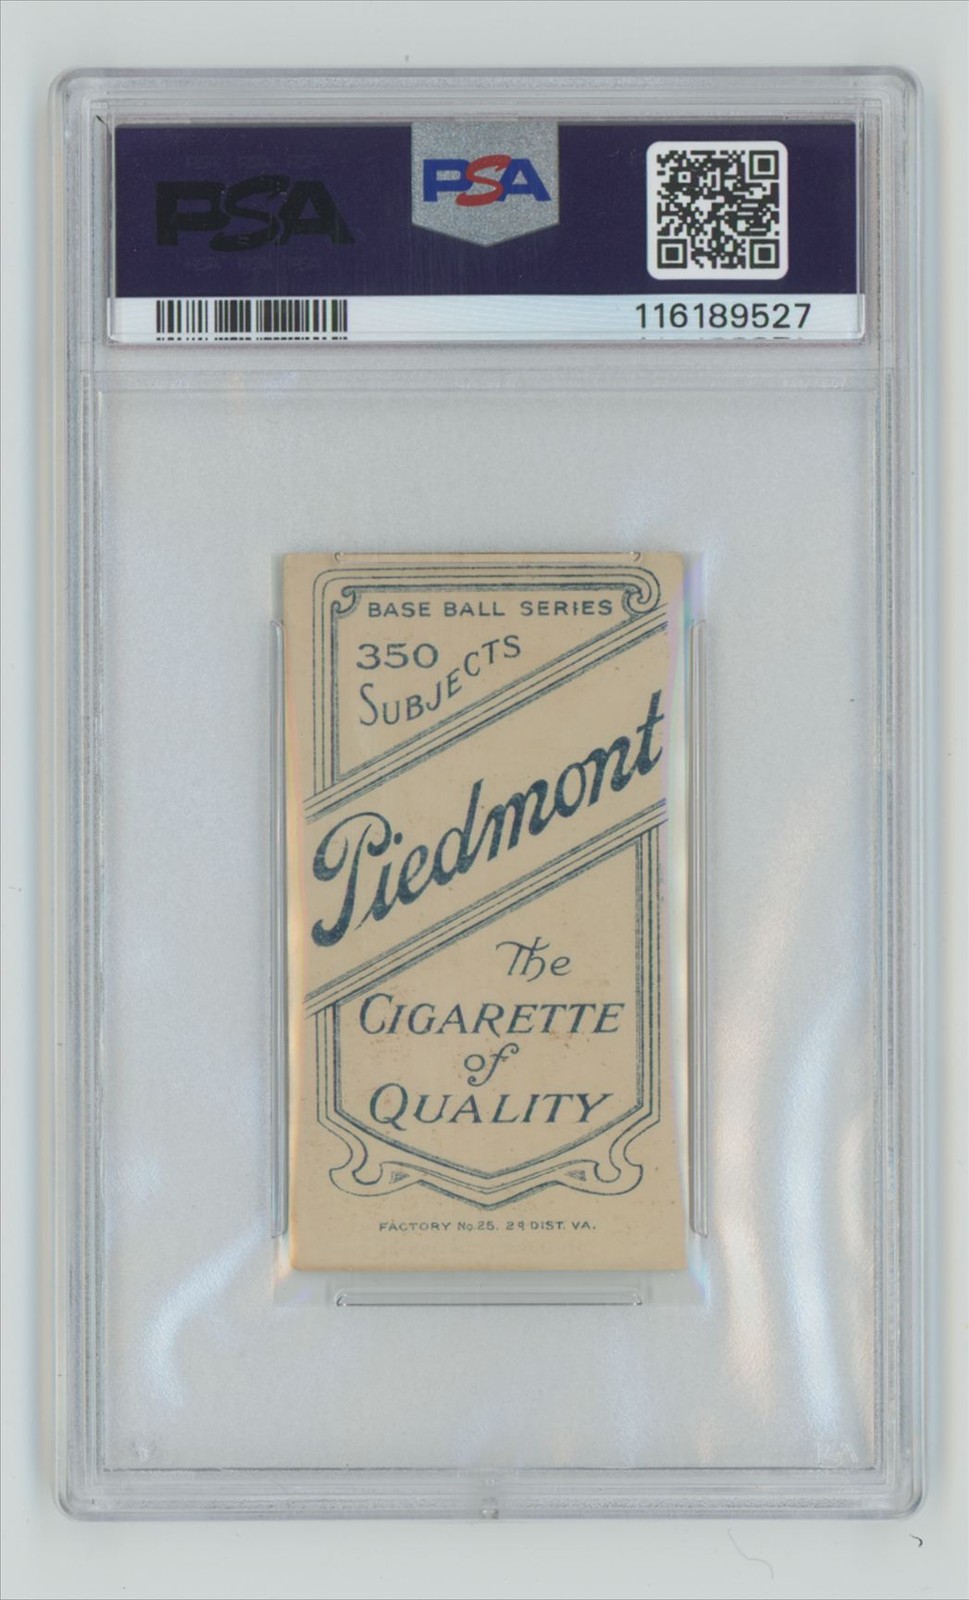 PSA
PSA
116189527
BASE BALL SERIES
350
SUBJECTS
Piedmont
The
CIGARETTE
of
QUALITY
FACTORY No. 25. 2d DIST. VA.